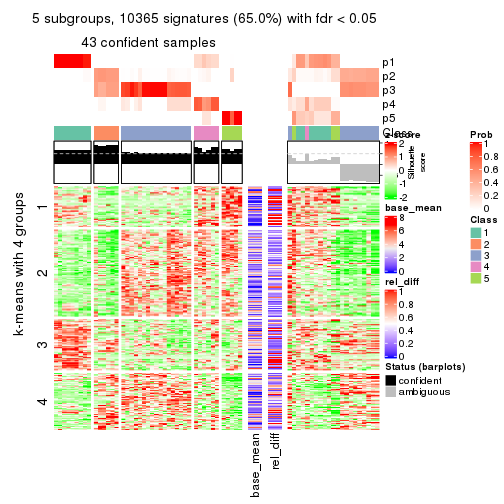 5 subgroups, 10365 signatures (65.0%) with fdr < 0.05
43 confident samples
p1
p2
p3
p4
p5
Class
Silhouette
score
k-means with 4 groups
1
2
3
4
base_mean
rel_diff
z-score
2
1
0
-1
-2
base_mean
8
6
4
2
0
rel_diff
1
0.8
0.6
0.4
0.2
0
Status (barplots)
confident
ambiguous
Prob
1
0.8
0.6
0.4
0.2
0
Class
1
2
3
4
5